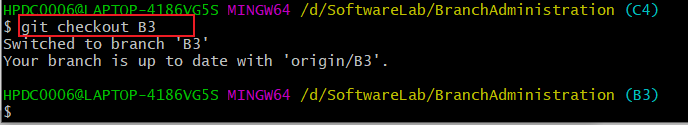 HPDC0006@LAPTOP-4186VG5S MINGW64 /d/SoftwareLab/BranchAdministration (C4)
$ git checkout B3
Switched to branch 'B3'
Your branch is up to date with 'origin/B3'.
HPDC0006@LAPTOP-4186VG5S MINGW64 /d/SoftwareLab/BranchAdministration (B3)
$